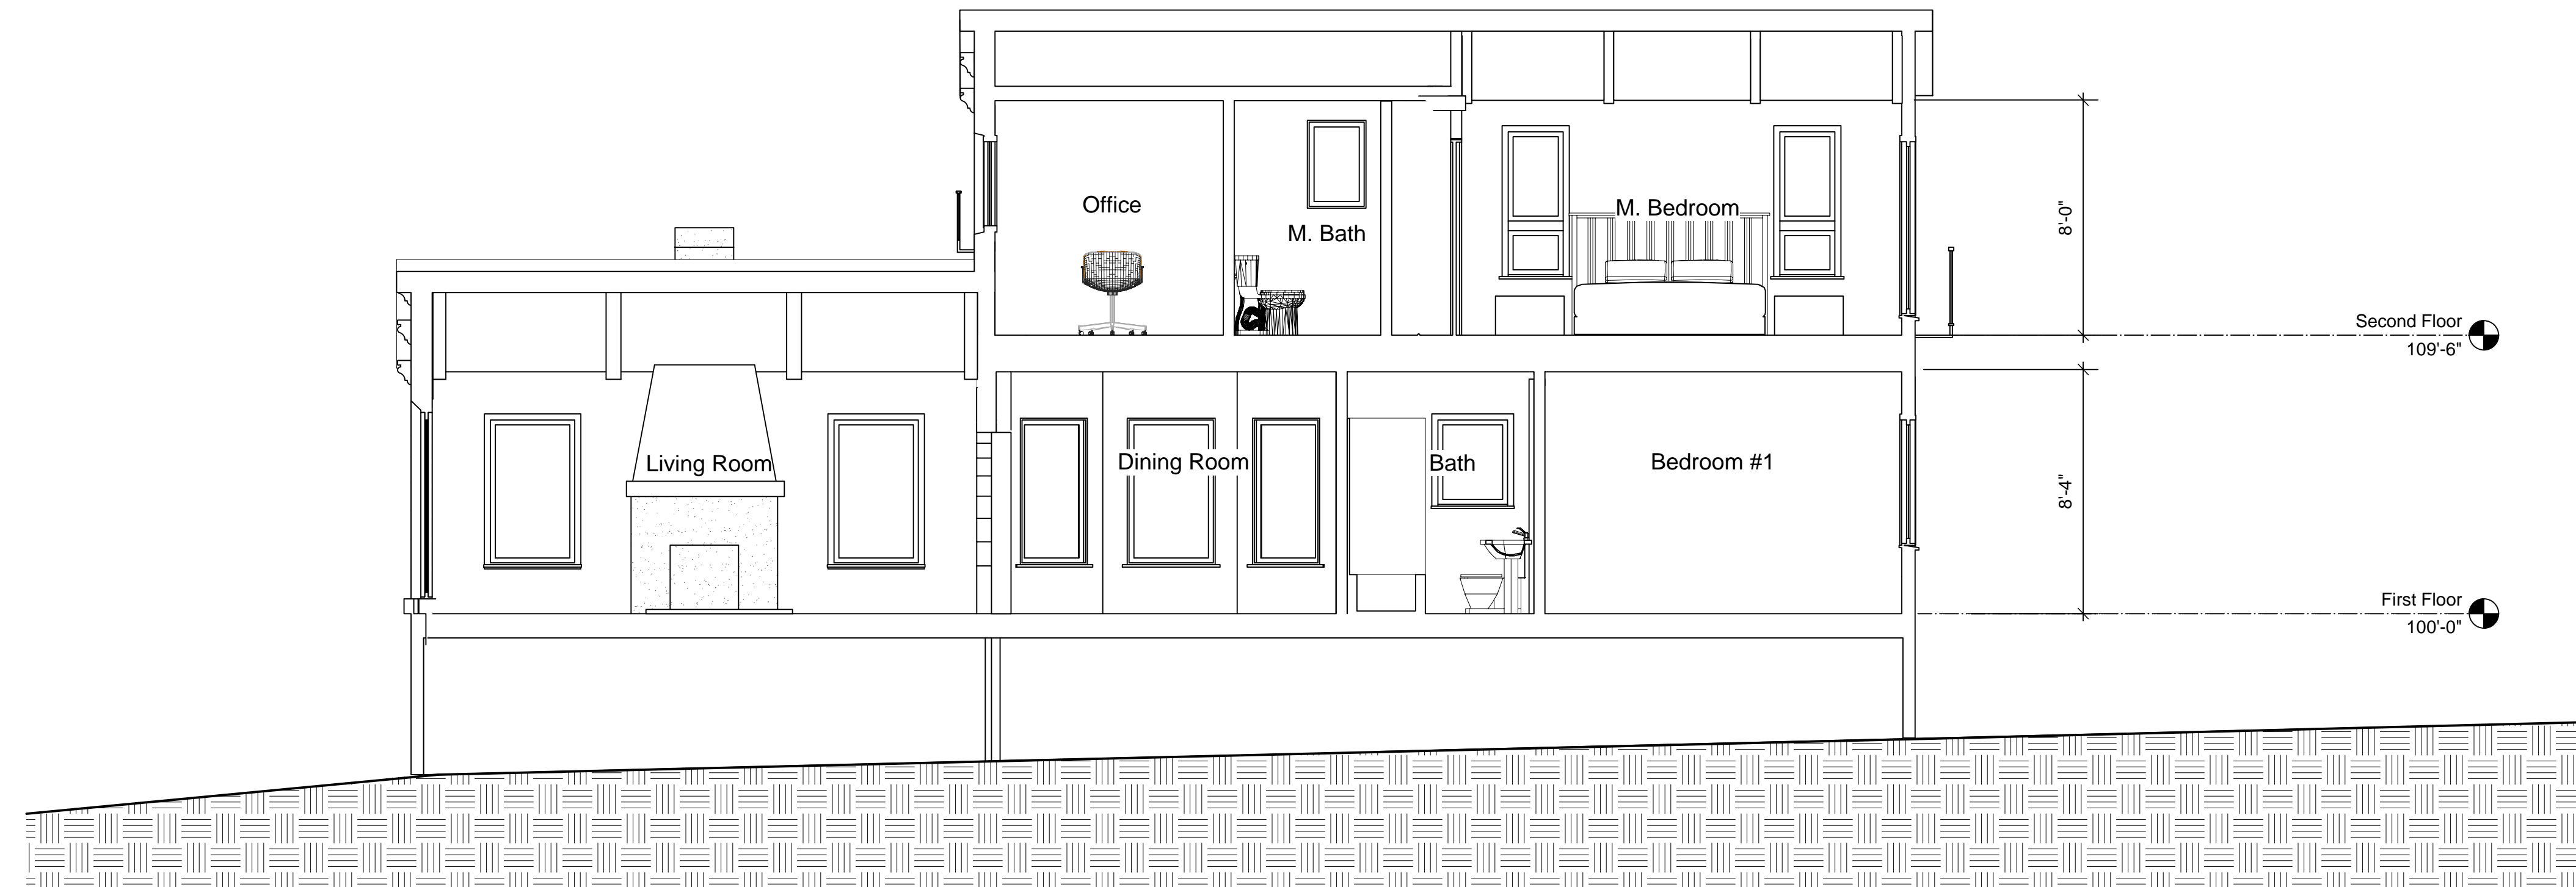 Office
M. Bath
M. Bedroom
8'-0"
Second Floor
109'-6"
Living Room
Dining Room
Bath
Bedroom #1
8'-4"
First Floor
100'-0"